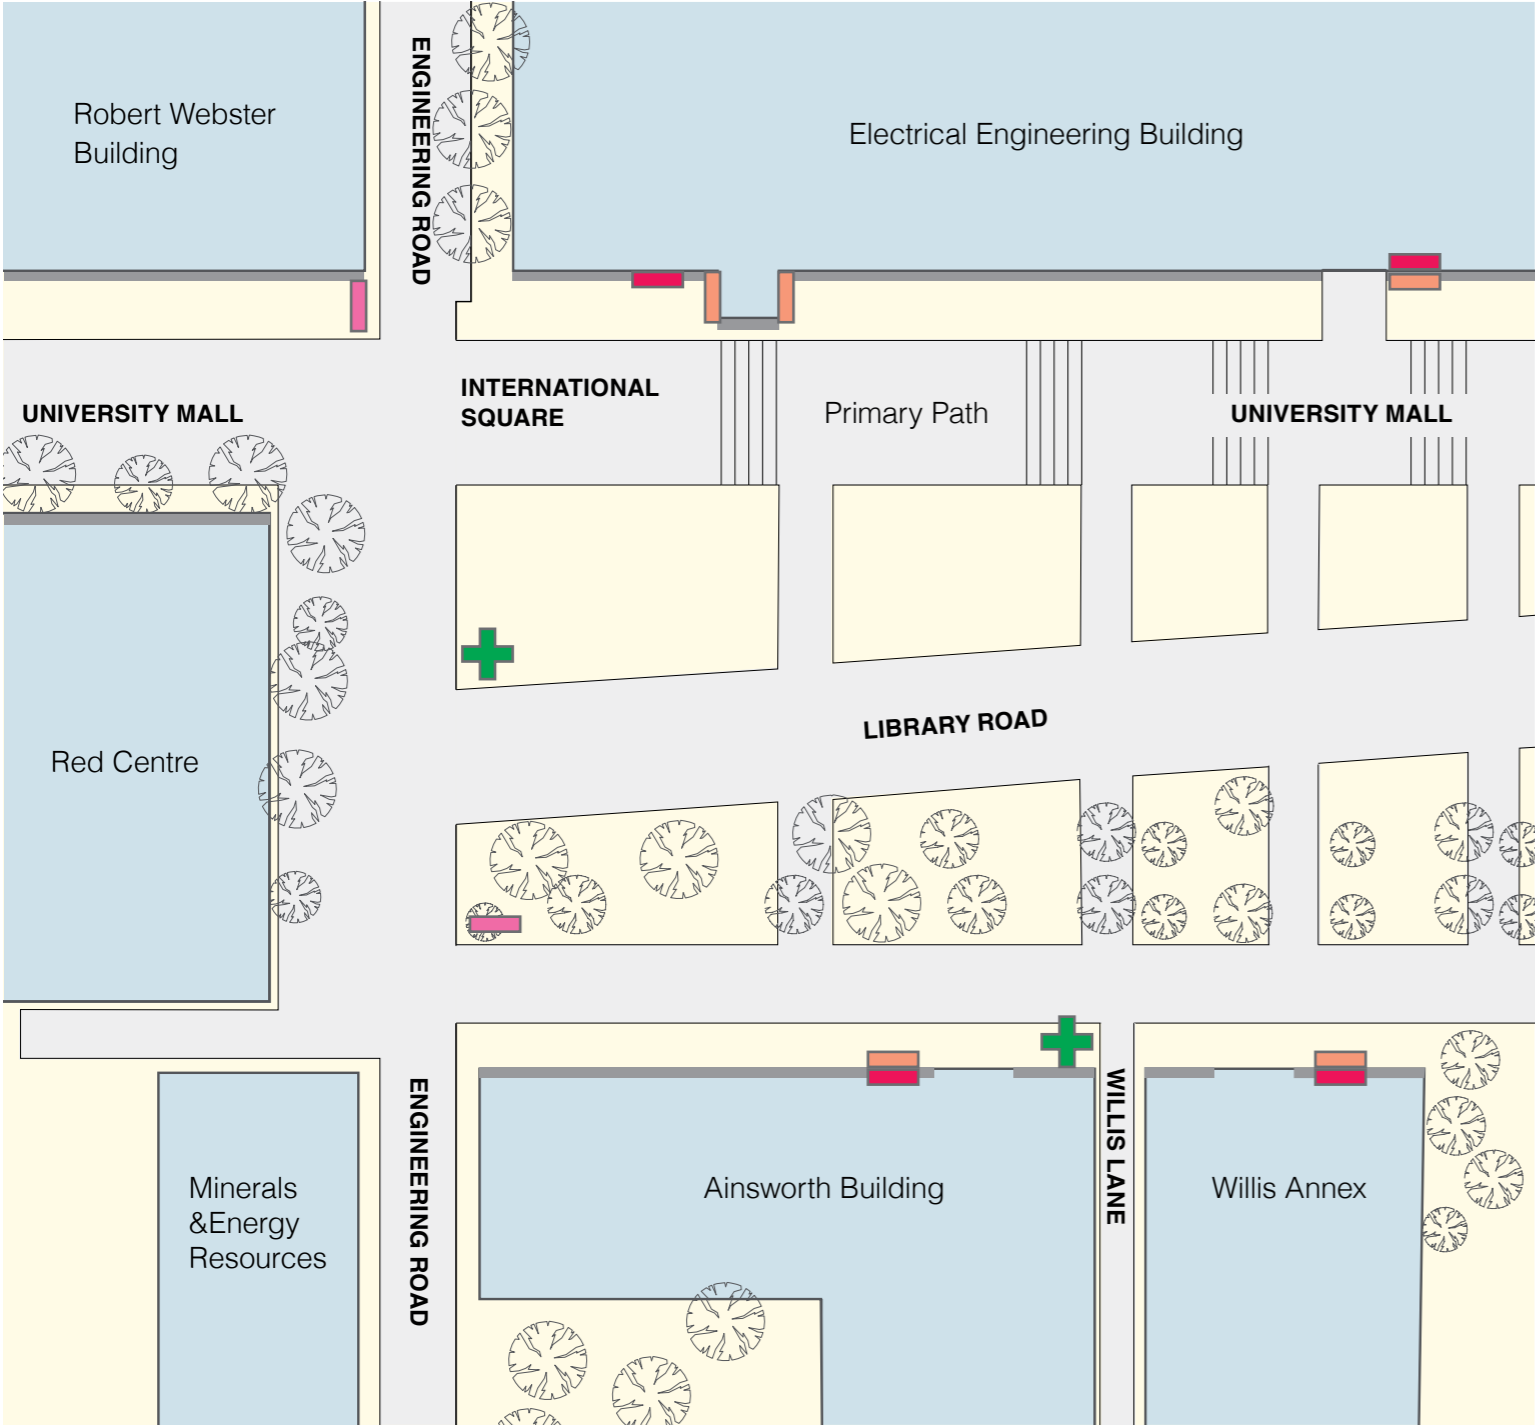 Robert Webster
Building
ENGINEERING ROAD
Electrical Engineering Building
UNIVERSITY MALL
INTERNATIONAL
SQUARE
Primary Path
UNIVERSITY MALL
LIBRARY ROAD
Red Centre
Minerals
&Energy
Resources
ENGINEERING ROAD
Ainsworth Building
WILLIS LANE
Willis Annex